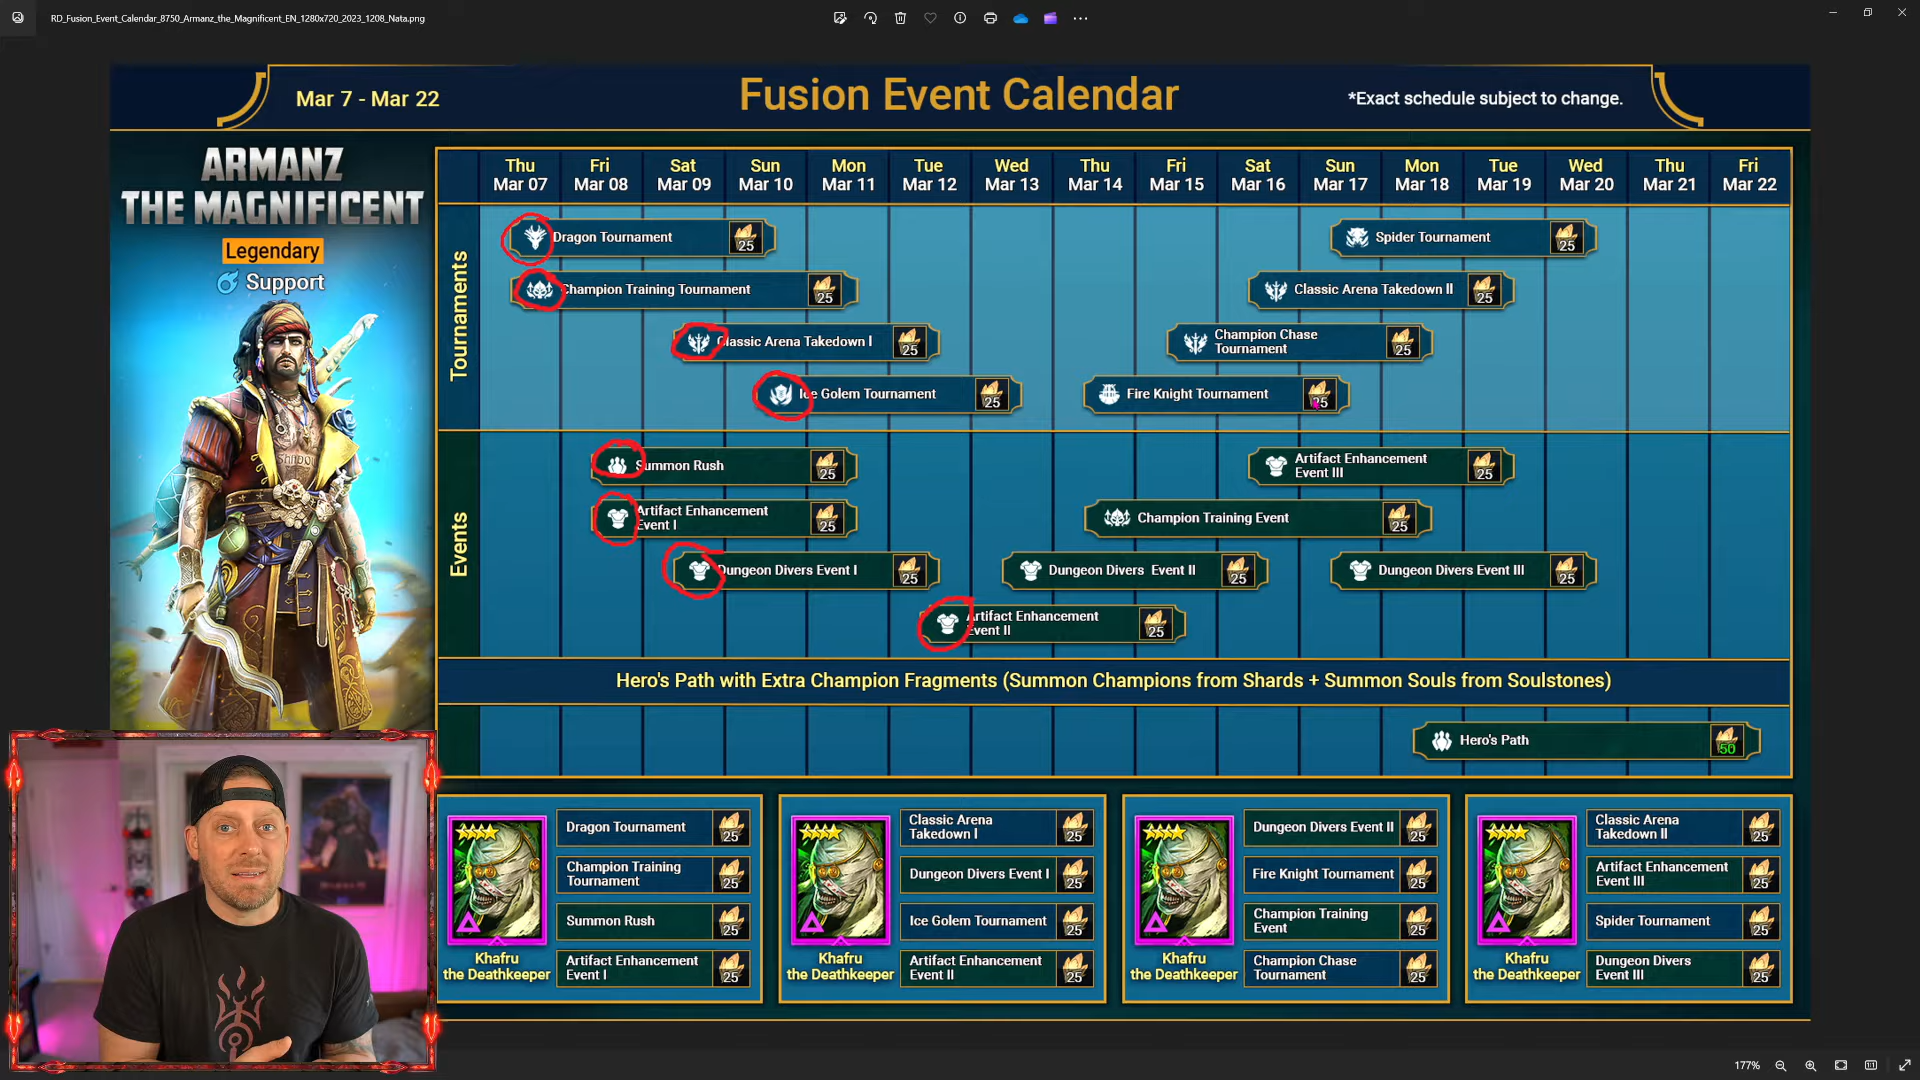 RD_Fusion_Event_Calendar_8750_Armanz_the_Magnificent_EN_1280x720_2023_1208_Nata.png
Mar 7 - Mar 22
Fusion Event Calendar
*Exact schedule subject to change.
ARMANZ
THE MAGNIFICENT
Legendary
Support
Thu
Mar 07
Fri
Mar 08
Sat
Mar 09
Sun
Mar 10
Mon
Mar 11
Tue
Mar 12
Wed
Mar 13
Thu
Mar 14
Fri
Mar 15
Sat
Mar 16
Sun
Mar 17
Mon
Mar 18
Tue
Mar 19
Wed
Mar 20
Thu
Mar 21
Fri
Mar 22
Tournaments
Dragon Tournament 25
Spider Tournament 25
Champion Training Tournament 25
Classic Arena Takedown II 25
Classic Arena Takedown I 25
Champion Chase
Tournament 25
Ice Golem Tournament 25
Fire Knight Tournament 25
Events
Summon Rush 25
Artifact Enhancement
Event III 25
Artifact Enhancement
Event I 25
Champion Training Event 25
Dungeon Divers Event I 25
Dungeon Divers Event II 25
Dungeon Divers Event III 25
Artifact Enhancement
Event II 25
Hero's Path with Extra Champion Fragments (Summon Champions from Shards + Summon Souls from Soulstones)
Hero's Path 50
Khafru
the Deathkeeper
Dragon Tournament 25
Champion Training
Tournament 25
Summon Rush 25
Artifact Enhancement
Event I 25
Khafru
the Deathkeeper
Classic Arena
Takedown I 25
Dungeon Divers Event I 25
Ice Golem Tournament 25
Artifact Enhancement
Event II 25
Khafru
the Deathkeeper
Dungeon Divers Event II 25
Fire Knight Tournament 25
Champion Training
Event 25
Champion Chase
Tournament 25
Khafru
the Deathkeeper
Classic Arena
Takedown II 25
Artifact Enhancement
Event III 25
Spider Tournament 25
Dungeon Divers
Event III 25
177%